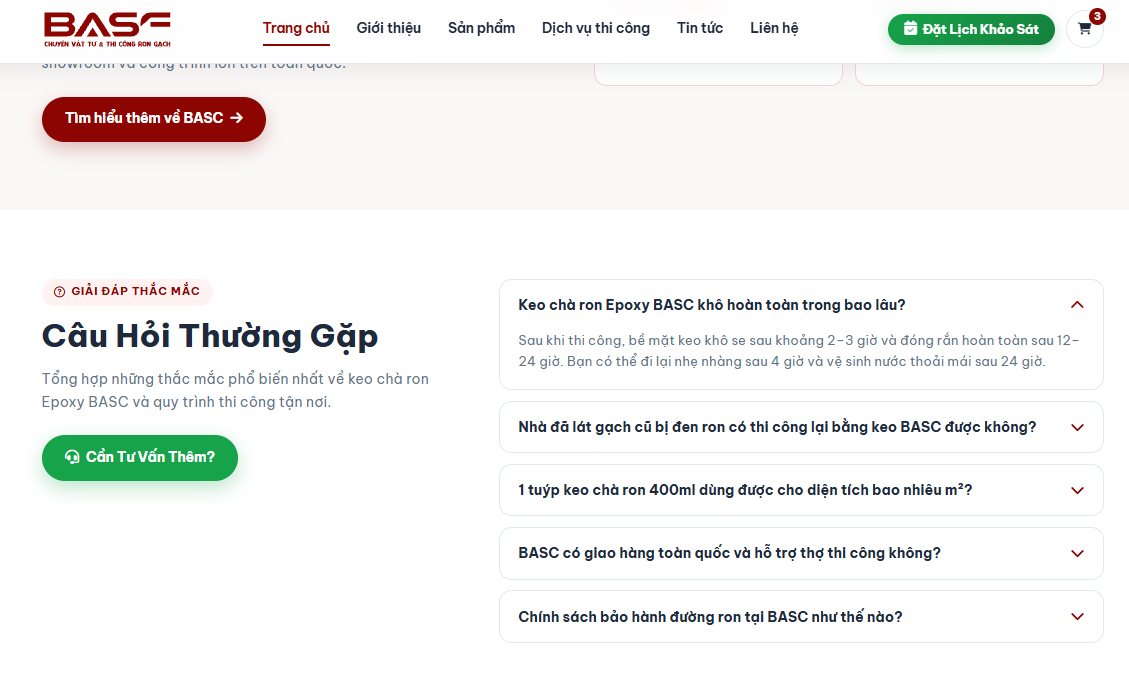 BASC
CHUYÊN VẬT TƯ & THI CÔNG RON GẠCH
Trang chủ
Giới thiệu
Sản phẩm
Dịch vụ thi công
Tin tức
Liên hệ
Đặt Lịch Khảo Sát
3
showroom và công trình lớn trên toàn quốc.
Tìm hiểu thêm về BASC →
GIẢI ĐÁP THẮC MẮC
Câu Hỏi Thường Gặp
Tổng hợp những thắc mắc phổ biến nhất về keo chà ron
Epoxy BASC và quy trình thi công tận nơi.
Cần Tư Vấn Thêm?
Keo chà ron Epoxy BASC khô hoàn toàn trong bao lâu?
Sau khi thi công, bề mặt keo khô se sau khoảng 2–3 giờ và đóng rắn hoàn toàn sau 12–
24 giờ. Bạn có thể đi lại nhẹ nhàng sau 4 giờ và vệ sinh nước thoải mái sau 24 giờ.
Nhà đã lát gạch cũ bị đen ron có thi công lại bằng keo BASC được không?
1 tuýp keo chà ron 400ml dùng được cho diện tích bao nhiêu m²?
BASC có giao hàng toàn quốc và hỗ trợ thợ thi công không?
Chính sách bảo hành đường ron tại BASC như thế nào?